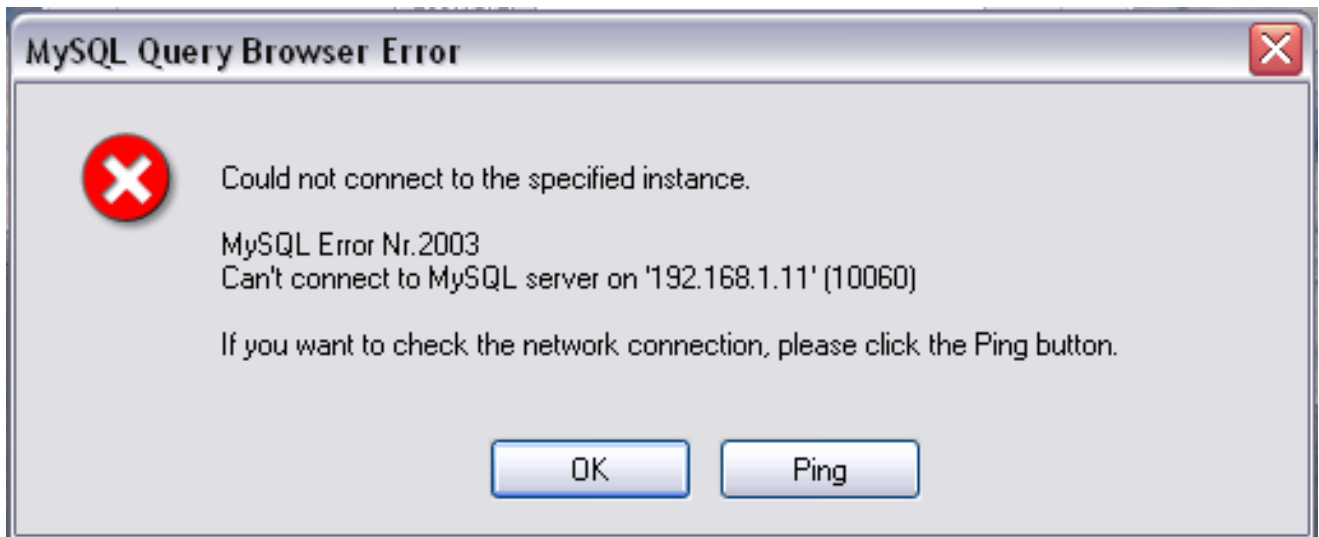 MySQL Query Browser Error
Could not connect to the specified instance.
MySQL Error Nr.2003
Can't connect to MySQL server on '192.168.1.11' (10060)
If you want to check the network connection, please click the Ping button.
OK
Ping